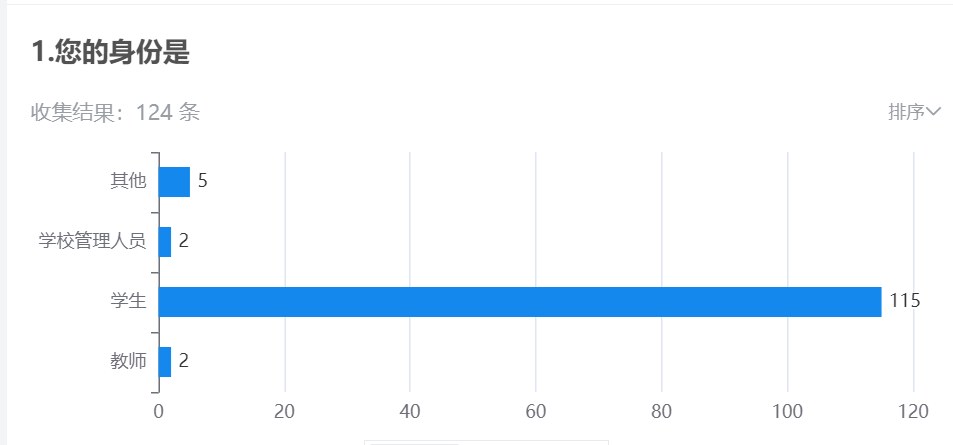 1.您的身份是
收集结果：124 条
排序
其他 5
学校管理人员 2
学生 115
教师 2
0 20 40 60 80 100 120